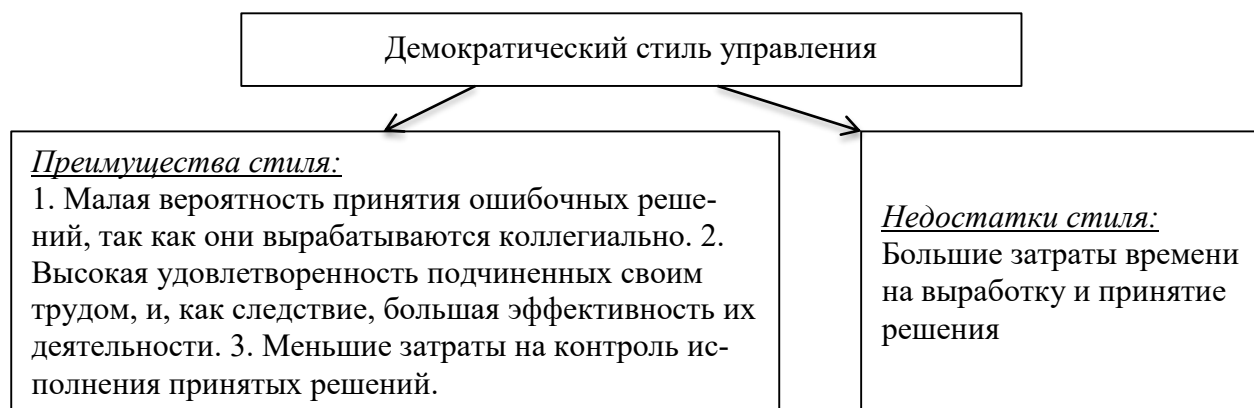 Демократический стиль управления
Преимущества стиля:
1. Малая вероятность принятия ошибочных реше-
ний, так как они вырабатываются коллегиально. 2.
Высокая удовлетворенность подчиненных своим
трудом, и, как следствие, большая эффективность их
деятельности. 3. Меньшие затраты на контроль ис-
полнения принятых решений.
Недостатки стиля:
Большие затраты времени
на выработку и принятие
решения